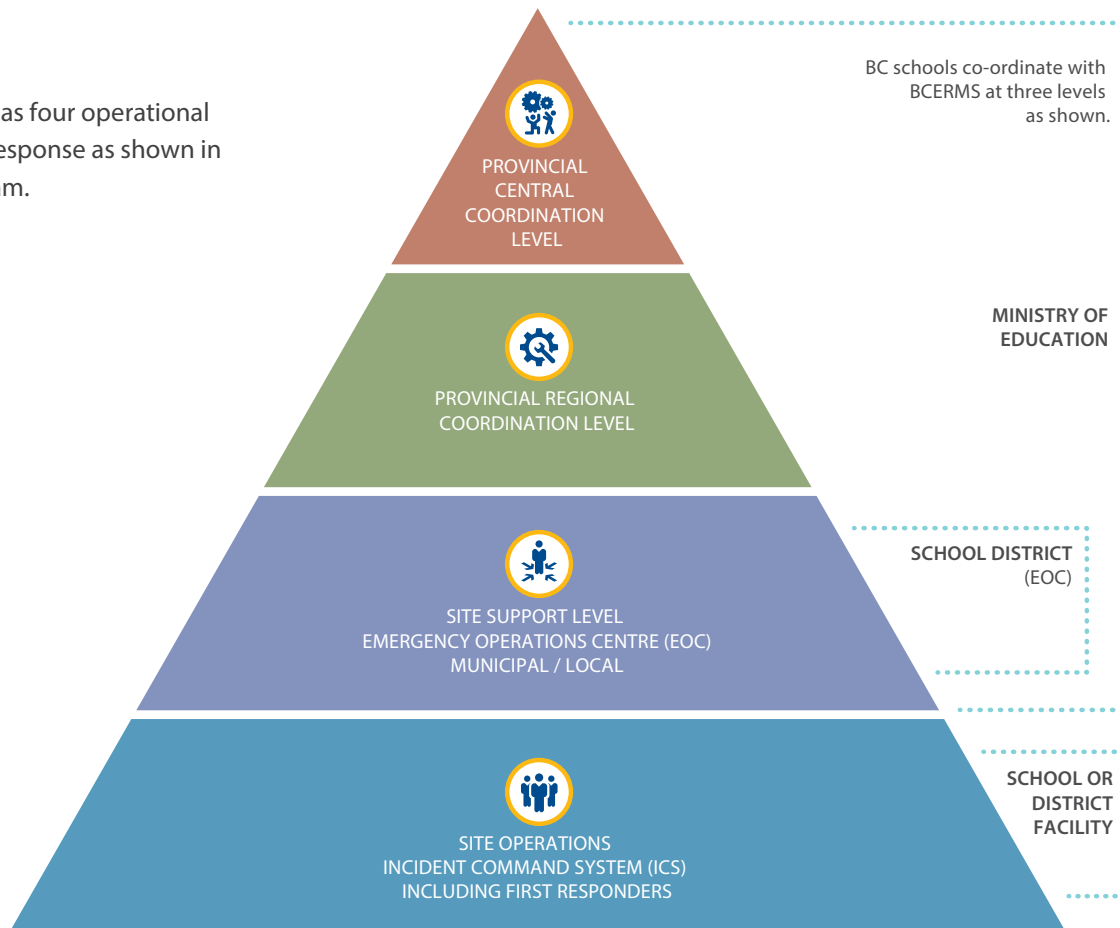 as four operational
esponse as shown in
am.
BC schools co-ordinate with
BCERMS at three levels
as shown.
PROVINCIAL
CENTRAL
COORDINATION
LEVEL
MINISTRY OF
EDUCATION
PROVINCIAL REGIONAL
COORDINATION LEVEL
SCHOOL DISTRICT
(EOC)
SITE SUPPORT LEVEL
EMERGENCY OPERATIONS CENTRE (EOC)
MUNICIPAL / LOCAL
SCHOOL OR
DISTRICT
FACILITY
SITE OPERATIONS
INCIDENT COMMAND SYSTEM (ICS)
INCLUDING FIRST RESPONDERS